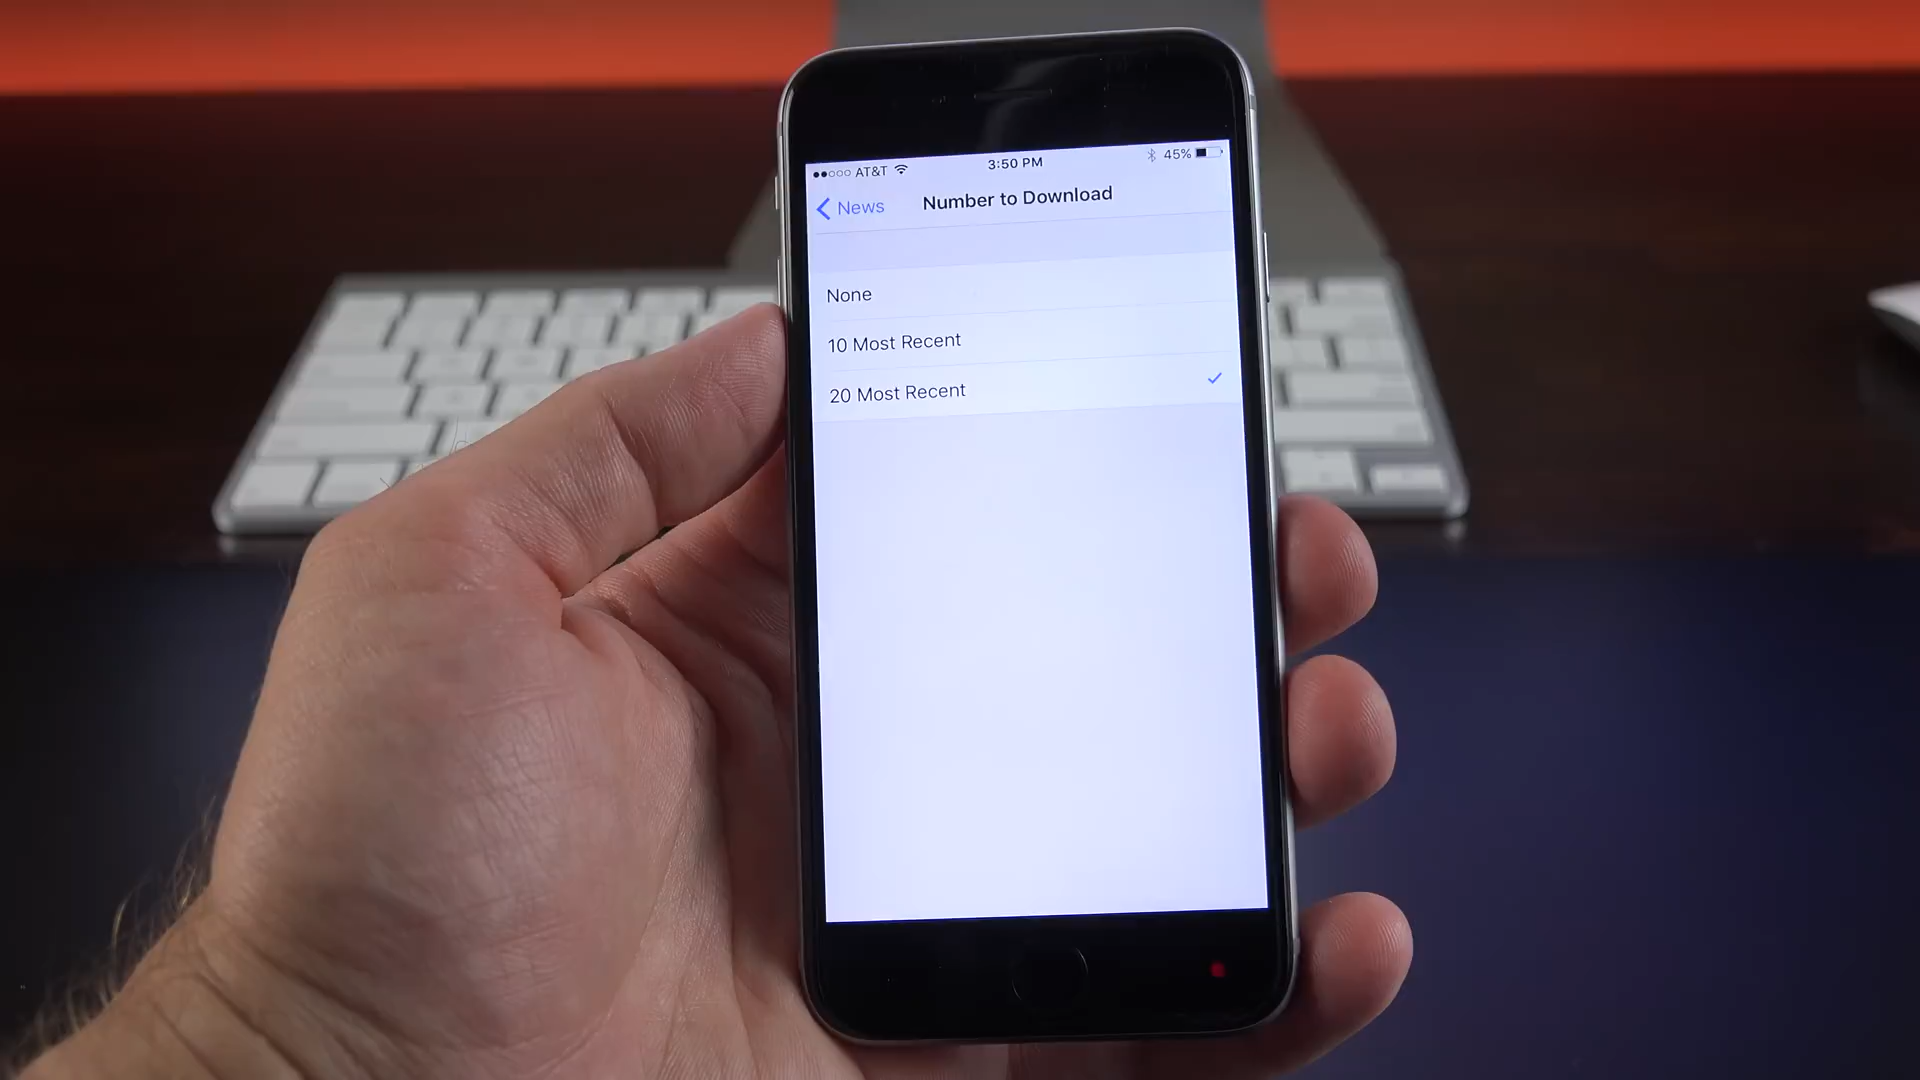 AT&T 3:50 PM 45%
News Number to Download
None
10 Most Recent
20 Most Recent